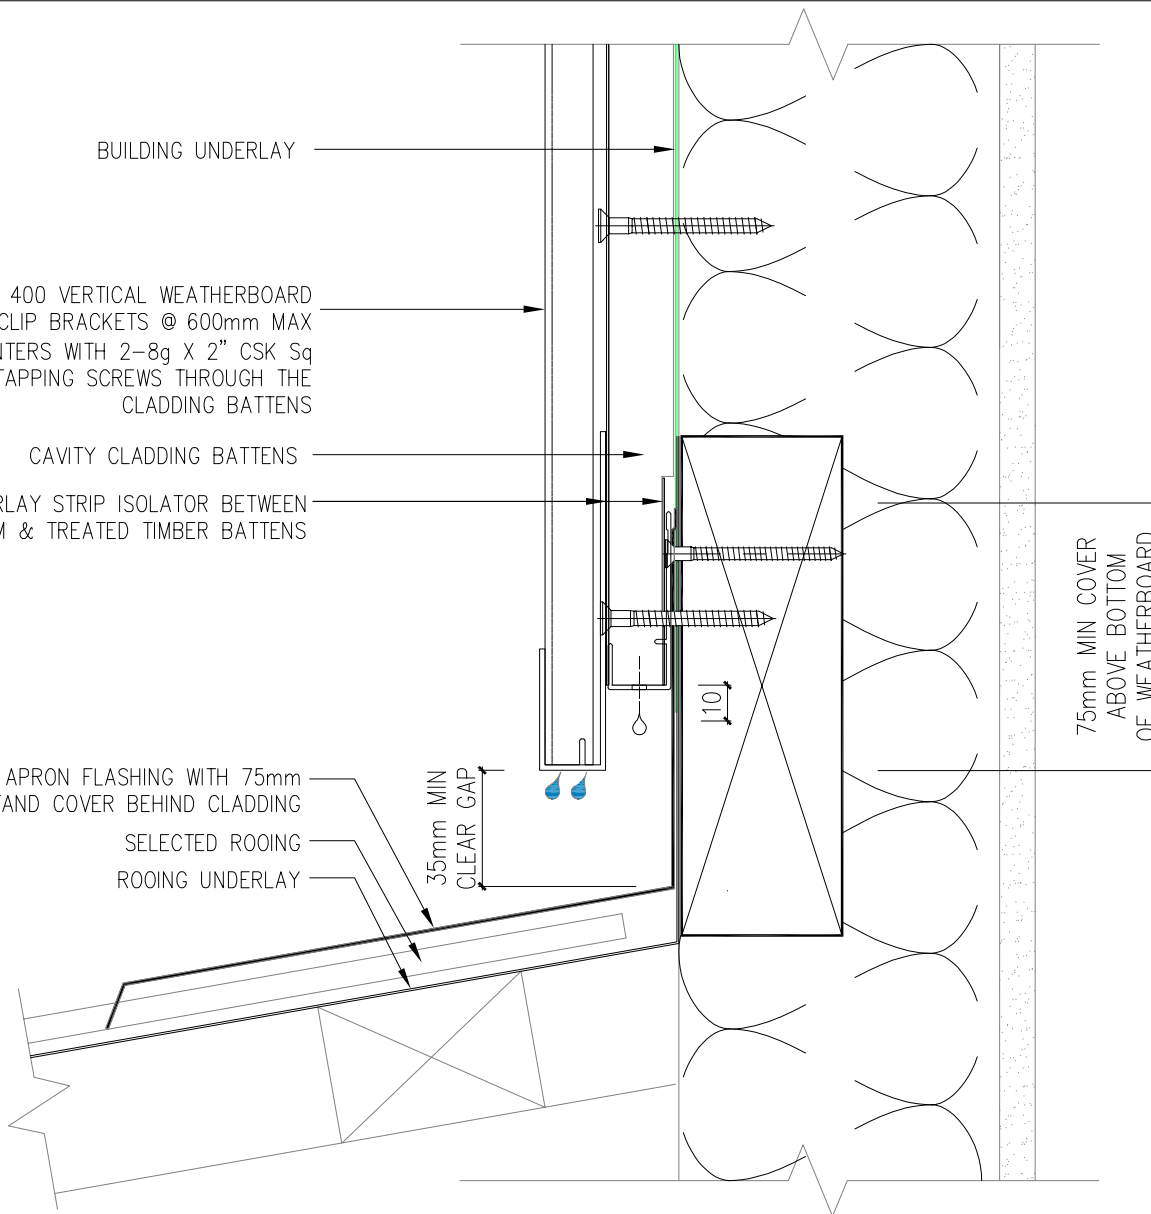 BUILDING UNDERLAY
400 VERTICAL WEATHERBOARD
CLIP BRACKETS @ 600mm MAX
NTERS WITH 2-8g X 2" CSK Sq
TAPPING SCREWS THROUGH THE
CLADDING BATTENS
CAVITY CLADDING BATTENS
RLAY STRIP ISOLATOR BETWEEN
M & TREATED TIMBER BATTENS
75mm MIN COVER
ABOVE BOTTOM
OF WEATHERBOARD
10
35mm MIN
CLEAR GAP
APRON FLASHING WITH 75mm
TAND COVER BEHIND CLADDING
SELECTED ROOING
ROOING UNDERLAY